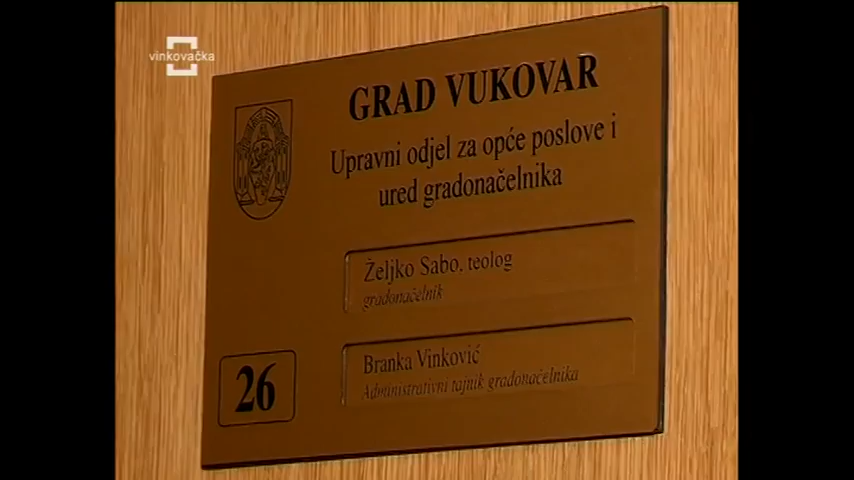 vinkovačka
GRAD VUKOVAR
Upravni odjel za opće poslove i
ured gradonačelnika
Željko Sabo, teolog
gradonačelnik
26
Branka Vinković
Administrativni tajnik gradonačelnika